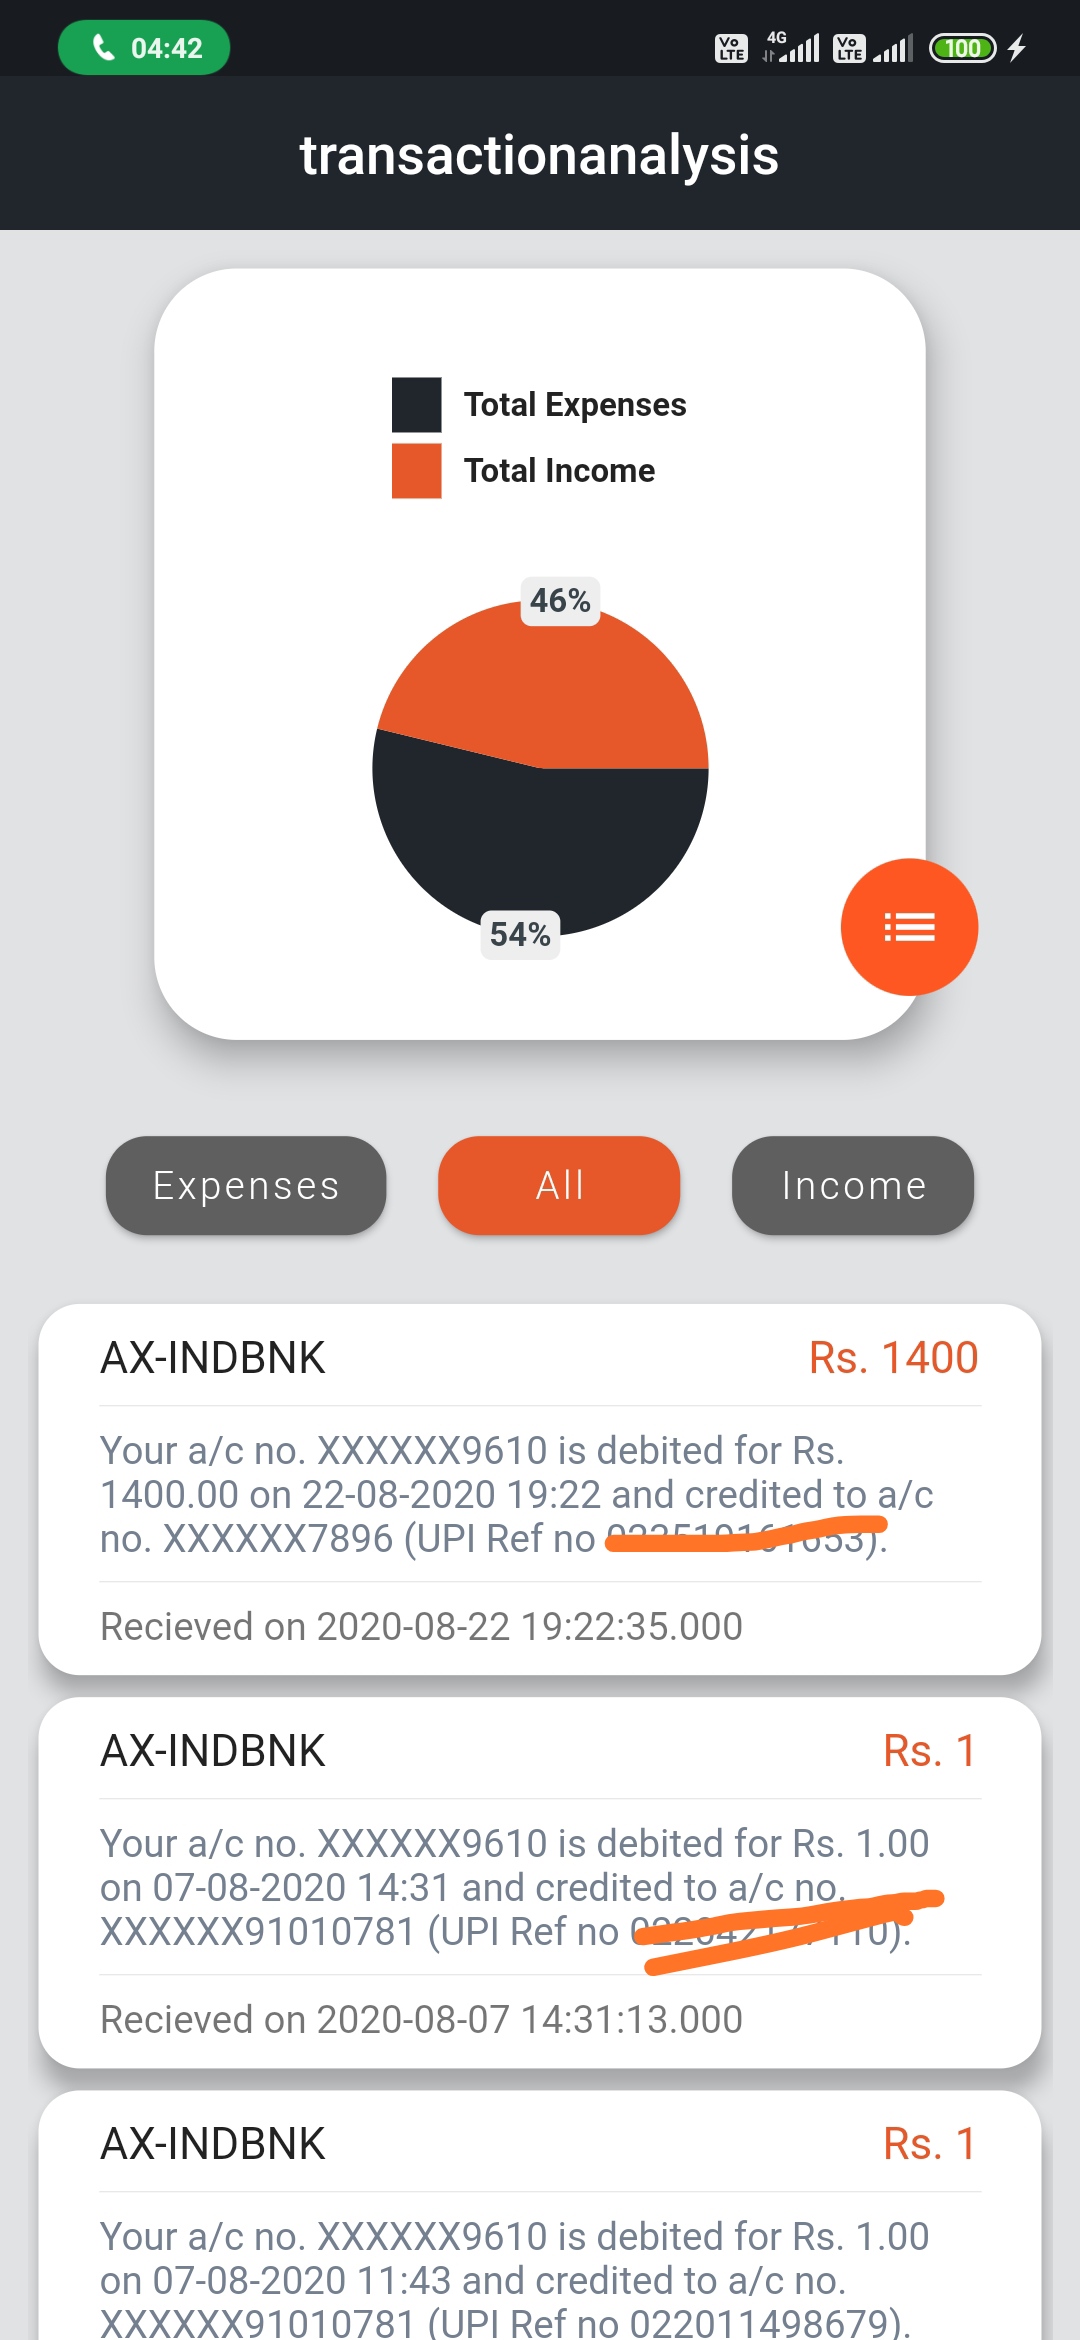 04:42
Vo LTE 4G Vo LTE 100
transactionanalysis
Total Expenses
Total Income
46%
54%
Expenses All Income
AX-INDBNK Rs. 1400
Your a/c no. XXXXXX9610 is debited for Rs.
1400.00 on 22-08-2020 19:22 and credited to a/c
no. XXXXXX7896 (UPI Ref no
Recieved on 2020-08-22 19:22:35.000
AX-INDBNK Rs. 1
Your a/c no. XXXXXX9610 is debited for Rs. 1.00
on 07-08-2020 14:31 and credited to a/c no.
XXXXXX91010781 (UPI Ref no
Recieved on 2020-08-07 14:31:13.000
AX-INDBNK Rs. 1
Your a/c no. XXXXXX9610 is debited for Rs. 1.00
on 07-08-2020 11:43 and credited to a/c no.
XXXXXX91010781 (UPI Ref no 022011498679).